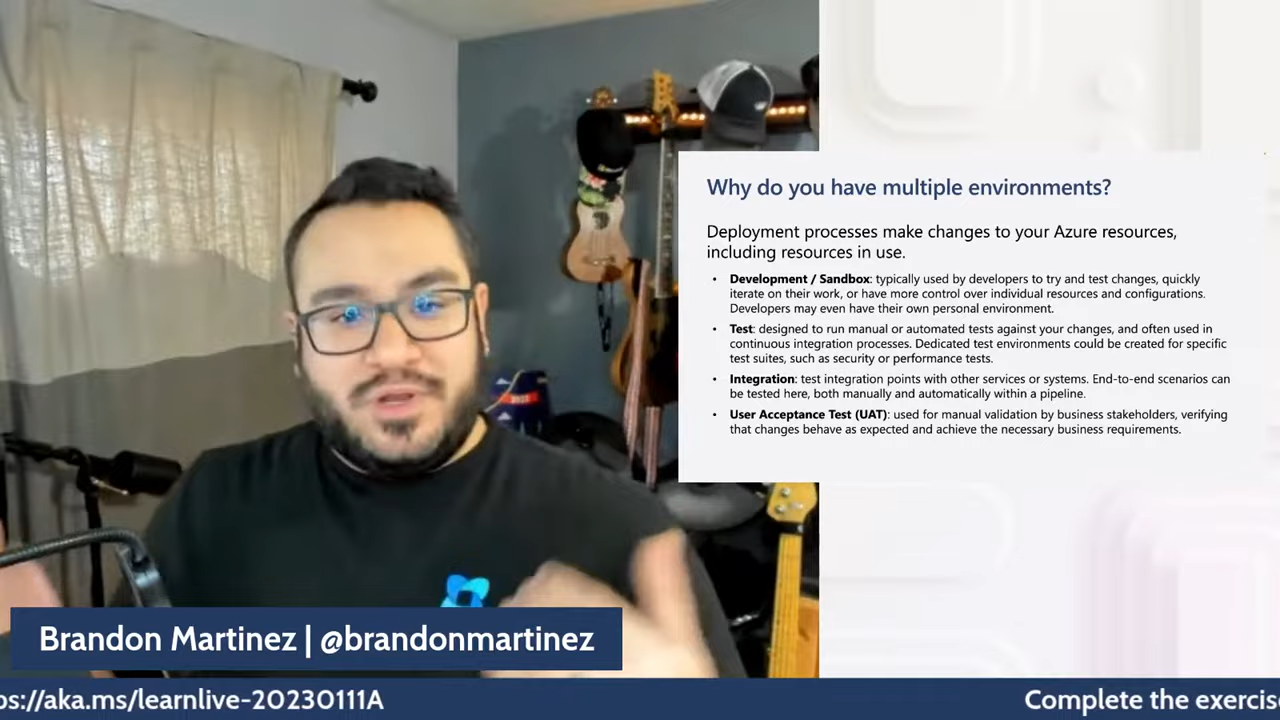 Why do you have multiple environments?
Deployment processes make changes to your Azure resources,
including resources in use.
• Development / Sandbox: typically used by developers to try and test changes, quickly
iterate on their work, or have more control over individual resources and configurations.
Developers may even have their own personal environment.
• Test: designed to run manual or automated tests against your changes, and often used in
continuous integration processes. Dedicated test environments could be created for specific
test suites, such as security or performance tests.
• Integration: test integration points with other services or systems. End-to-end scenarios can
be tested here, both manually and automatically within a pipeline.
• User Acceptance Test (UAT): used for manual validation by business stakeholders, verifying
that changes behave as expected and achieve the necessary business requirements.
Brandon Martinez | @brandonmartinez
ps://aka.ms/learnlive-20230111A
Complete the exercis